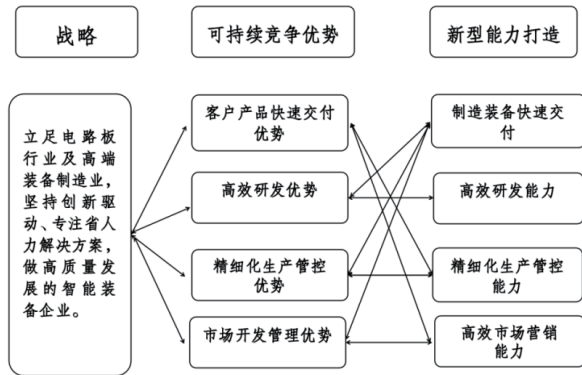 战略
可持续竞争优势
新型能力打造
立足电路板
行业及高端
装备制造业，
坚持创新驱
动、专注省人
力解决方案，
做高质量发
展的智能装
备企业。
客户产品快速交付
优势
高效研发优势
精细化生产管控
优势
市场开发管理优势
制造装备快速交
付
高效研发能力
精细化生产管控
能力
高效市场营销
能力